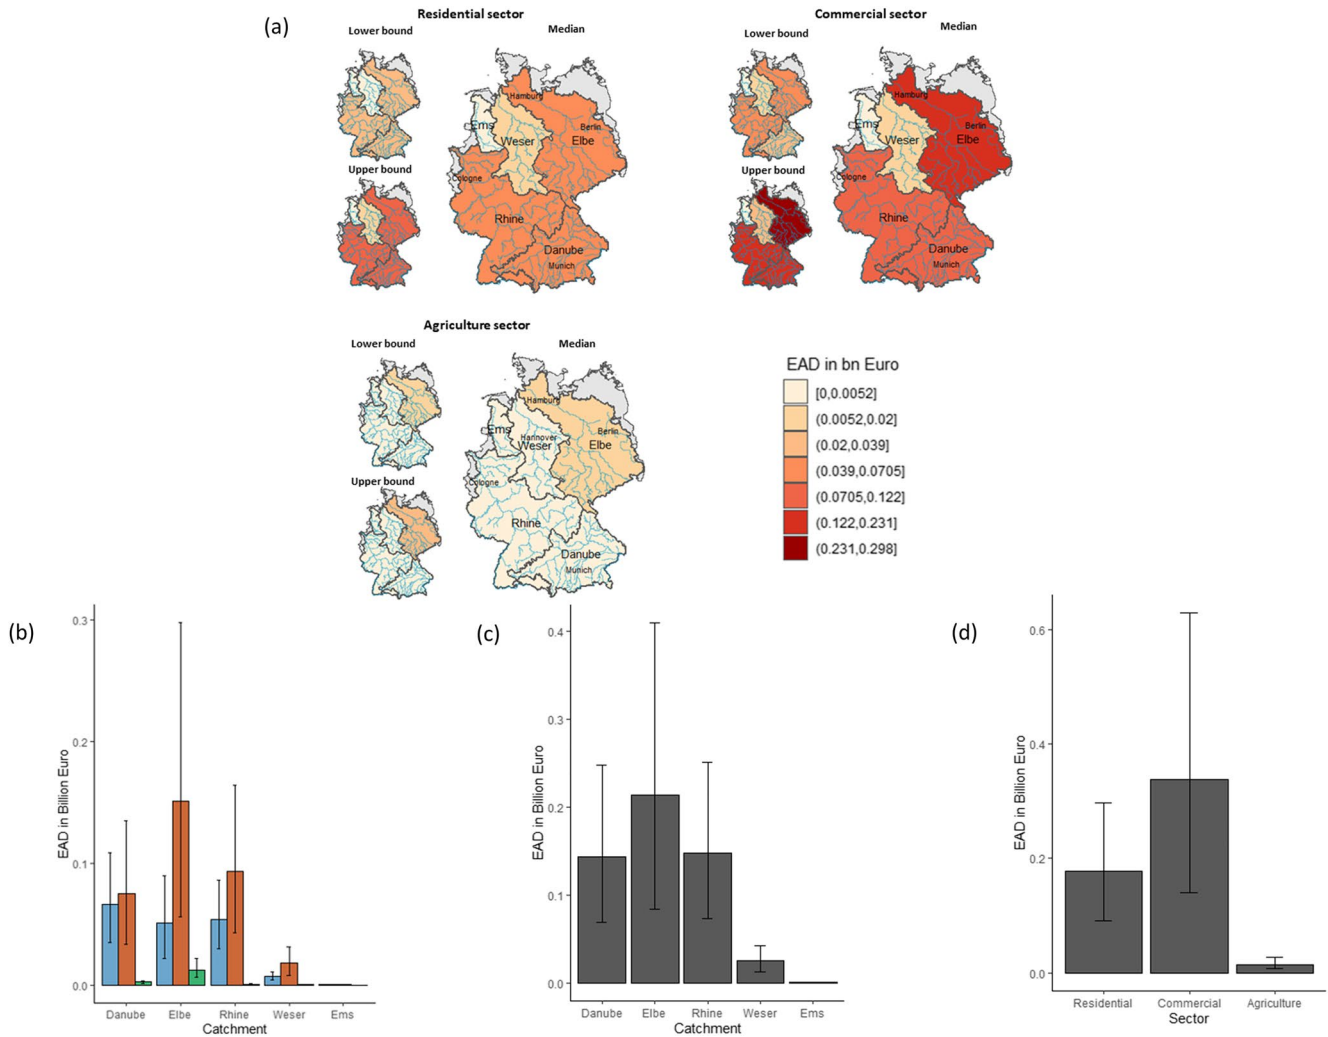 (a)
Residential sector
Lower bound
Median
Hamburg
Ems
Weser
Berlin
Elbe
Upper bound
Cologne
Rhine
Danube
Munich
Commercial sector
Lower bound
Median
Hamburg
Ems
Weser
Berlin
Elbe
Upper bound
Cologne
Rhine
Danube
Munich
Agriculture sector
Lower bound
Median
Hamburg
Ems
Hannover
Weser
Berlin
Elbe
Upper bound
Cologne
Rhine
Danube
Munich
EAD in bn Euro
[0,0.0052]
(0.0052,0.02]
(0.02,0.039]
(0.039,0.0705]
(0.0705,0.122]
(0.122,0.231]
(0.231,0.298]
(b)
EAD in Billion Euro
0.3
0.2
0.1
0.0
Danube Elbe Rhine Weser Ems
Catchment
(c)
EAD in Billion Euro
0.4
0.3
0.2
0.1
0.0
Danube Elbe Rhine Weser Ems
Catchment
(d)
EAD in Billion Euro
0.6
0.4
0.2
0.0
Residential Commercial Agriculture
Sector